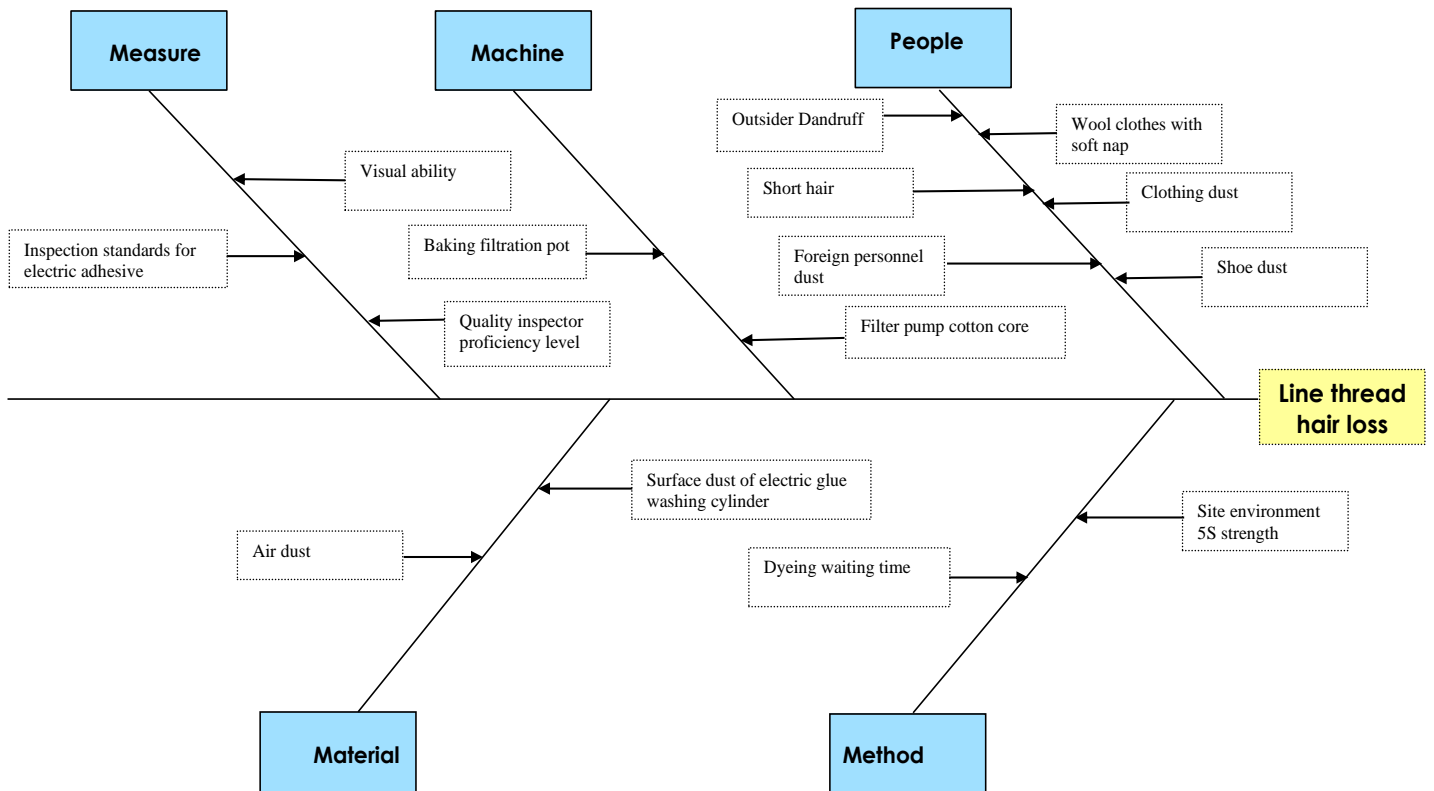 Measure
Machine
People
Outsider Dandruff
Wool clothes with
soft nap
Visual ability
Short hair
Clothing dust
Inspection standards for
electric adhesive
Baking filtration pot
Foreign personnel
dust
Shoe dust
Quality inspector
proficiency level
Filter pump cotton core
Line thread
hair loss
Surface dust of electric glue
washing cylinder
Site environment
5S strength
Air dust
Dyeing waiting time
Material
Method